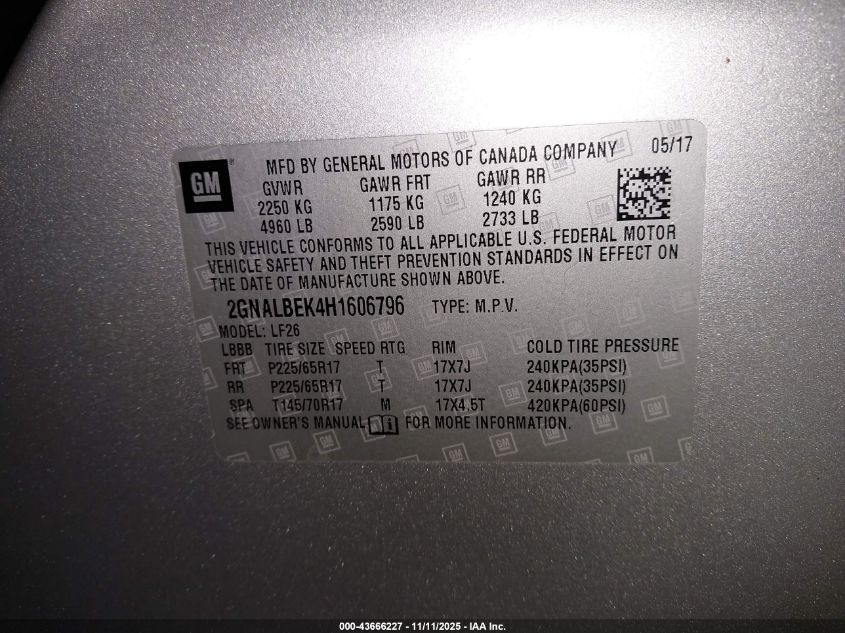 GM
MFD BY GENERAL MOTORS OF CANADA COMPANY 05/17
GVWR GAWR FRT GAWR RR
2250 KG 1175 KG 1240 KG
4960 LB 2590 LB 2733 LB
THIS VEHICLE CONFORMS TO ALL APPLICABLE U.S. FEDERAL MOTOR
VEHICLE SAFETY AND THEFT PREVENTION STANDARDS IN EFFECT ON
THE DATE OF MANUFACTURE SHOWN ABOVE.
2GNALBEK4H1606796 TYPE: M.P.V.
MODEL: LF26
LBBB TIRE SIZE SPEED RTG RIM COLD TIRE PRESSURE
FRT P225/65R17 T 17X7J 240KPA(35PSI)
RR P225/65R17 T 17X7J 240KPA(35PSI)
SPA T145/70R17 M 17X4.5T 420KPA(60PSI)
SEE OWNER'S MANUAL FOR MORE INFORMATION.
000-43666227 - 11/11/2025 - IAA Inc.